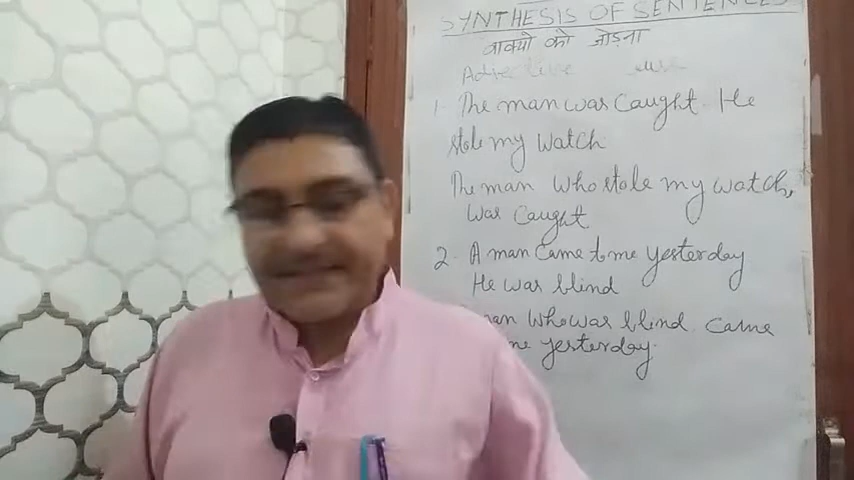 SYNTHESIS OF SENTENCES
वाक्यो को जोड़ना
1. The man was caught. He
stole my watch
The man who stole my watch,
was caught
2. A man came to me yesterday
He was blind
man who was blind. came
me yesterday.